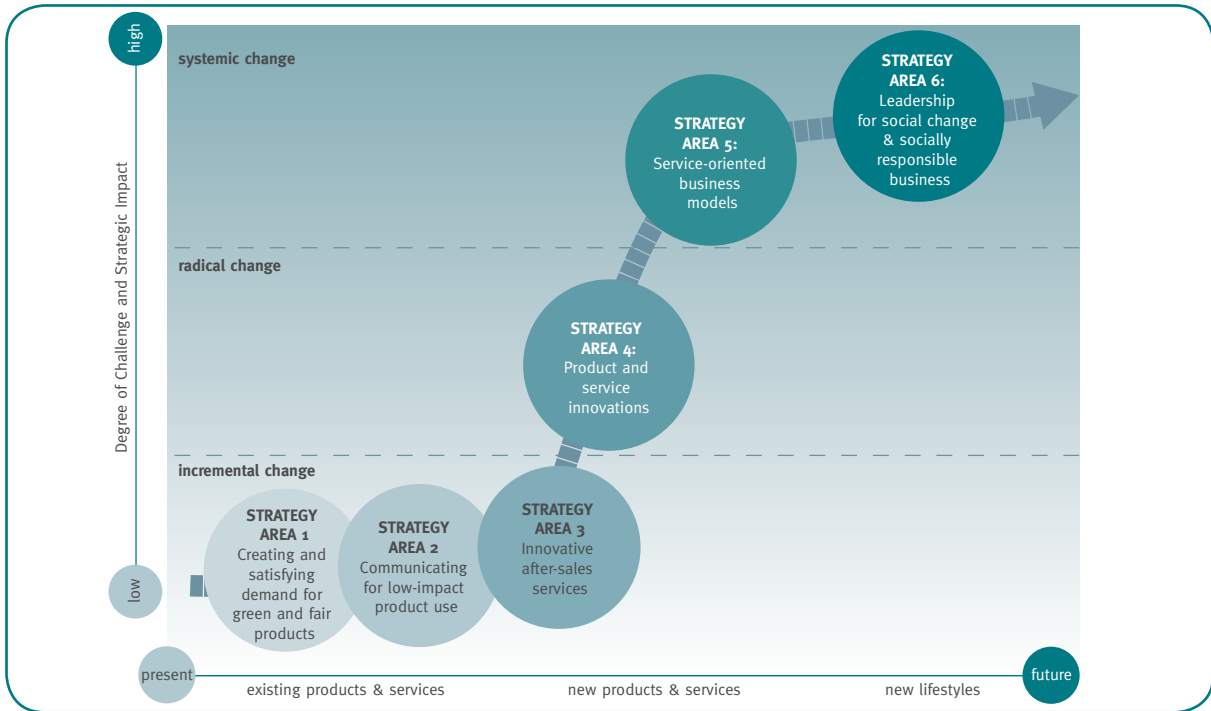 high
systemic change
STRATEGY
AREA 6:
Leadership
for social change
& socially
responsible
business
STRATEGY
AREA 5:
Service-oriented
business
models
Degree of Challenge and Strategic Impact
radical change
STRATEGY
AREA 4:
Product and
service
innovations
incremental change
STRATEGY
AREA 1
Creating and
satisfying
demand for
green and fair
products
STRATEGY
AREA 2
Communicating
for low-impact
product use
STRATEGY
AREA 3
Innovative
after-sales
services
low
present
existing products & services
new products & services
new lifestyles
future